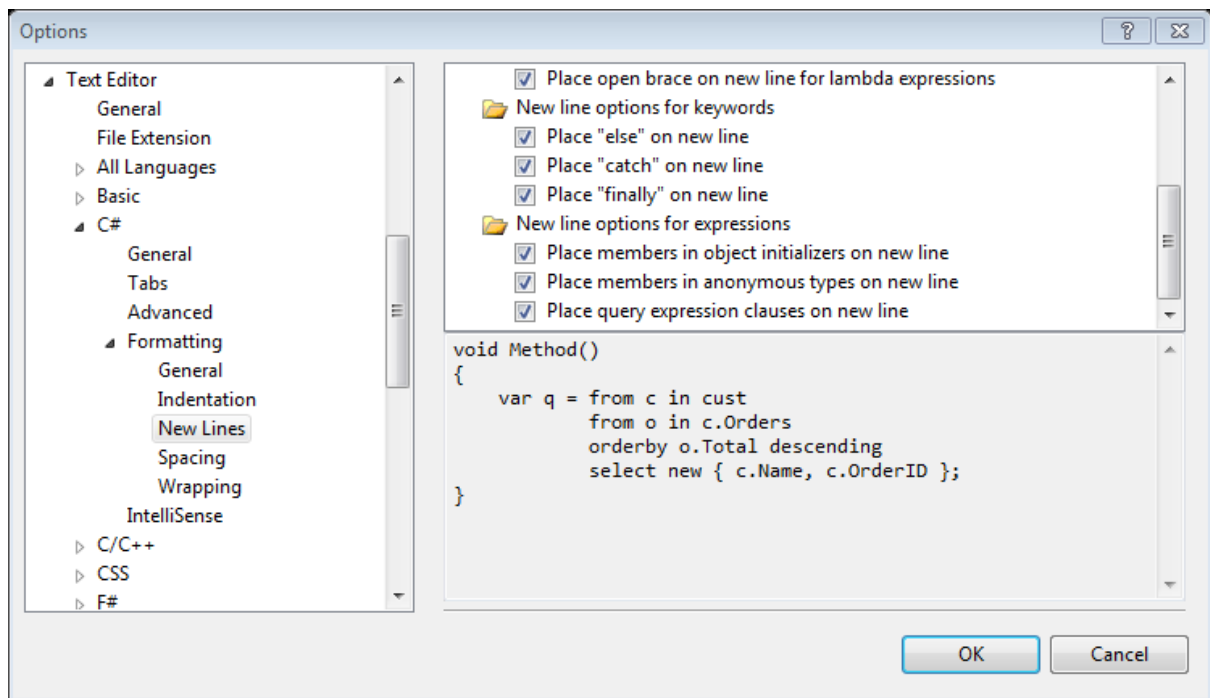 Options
Text Editor
General
File Extension
All Languages
Basic
C#
General
Tabs
Advanced
Formatting
General
Indentation
New Lines
Spacing
Wrapping
IntelliSense
C/C++
CSS
F#
Place open brace on new line for lambda expressions
New line options for keywords
Place "else" on new line
Place "catch" on new line
Place "finally" on new line
New line options for expressions
Place members in object initializers on new line
Place members in anonymous types on new line
Place query expression clauses on new line
void Method()
{
    var q = from c in cust
            from o in c.Orders
            orderby o.Total descending
            select new { c.Name, c.OrderID };
}
OK
Cancel